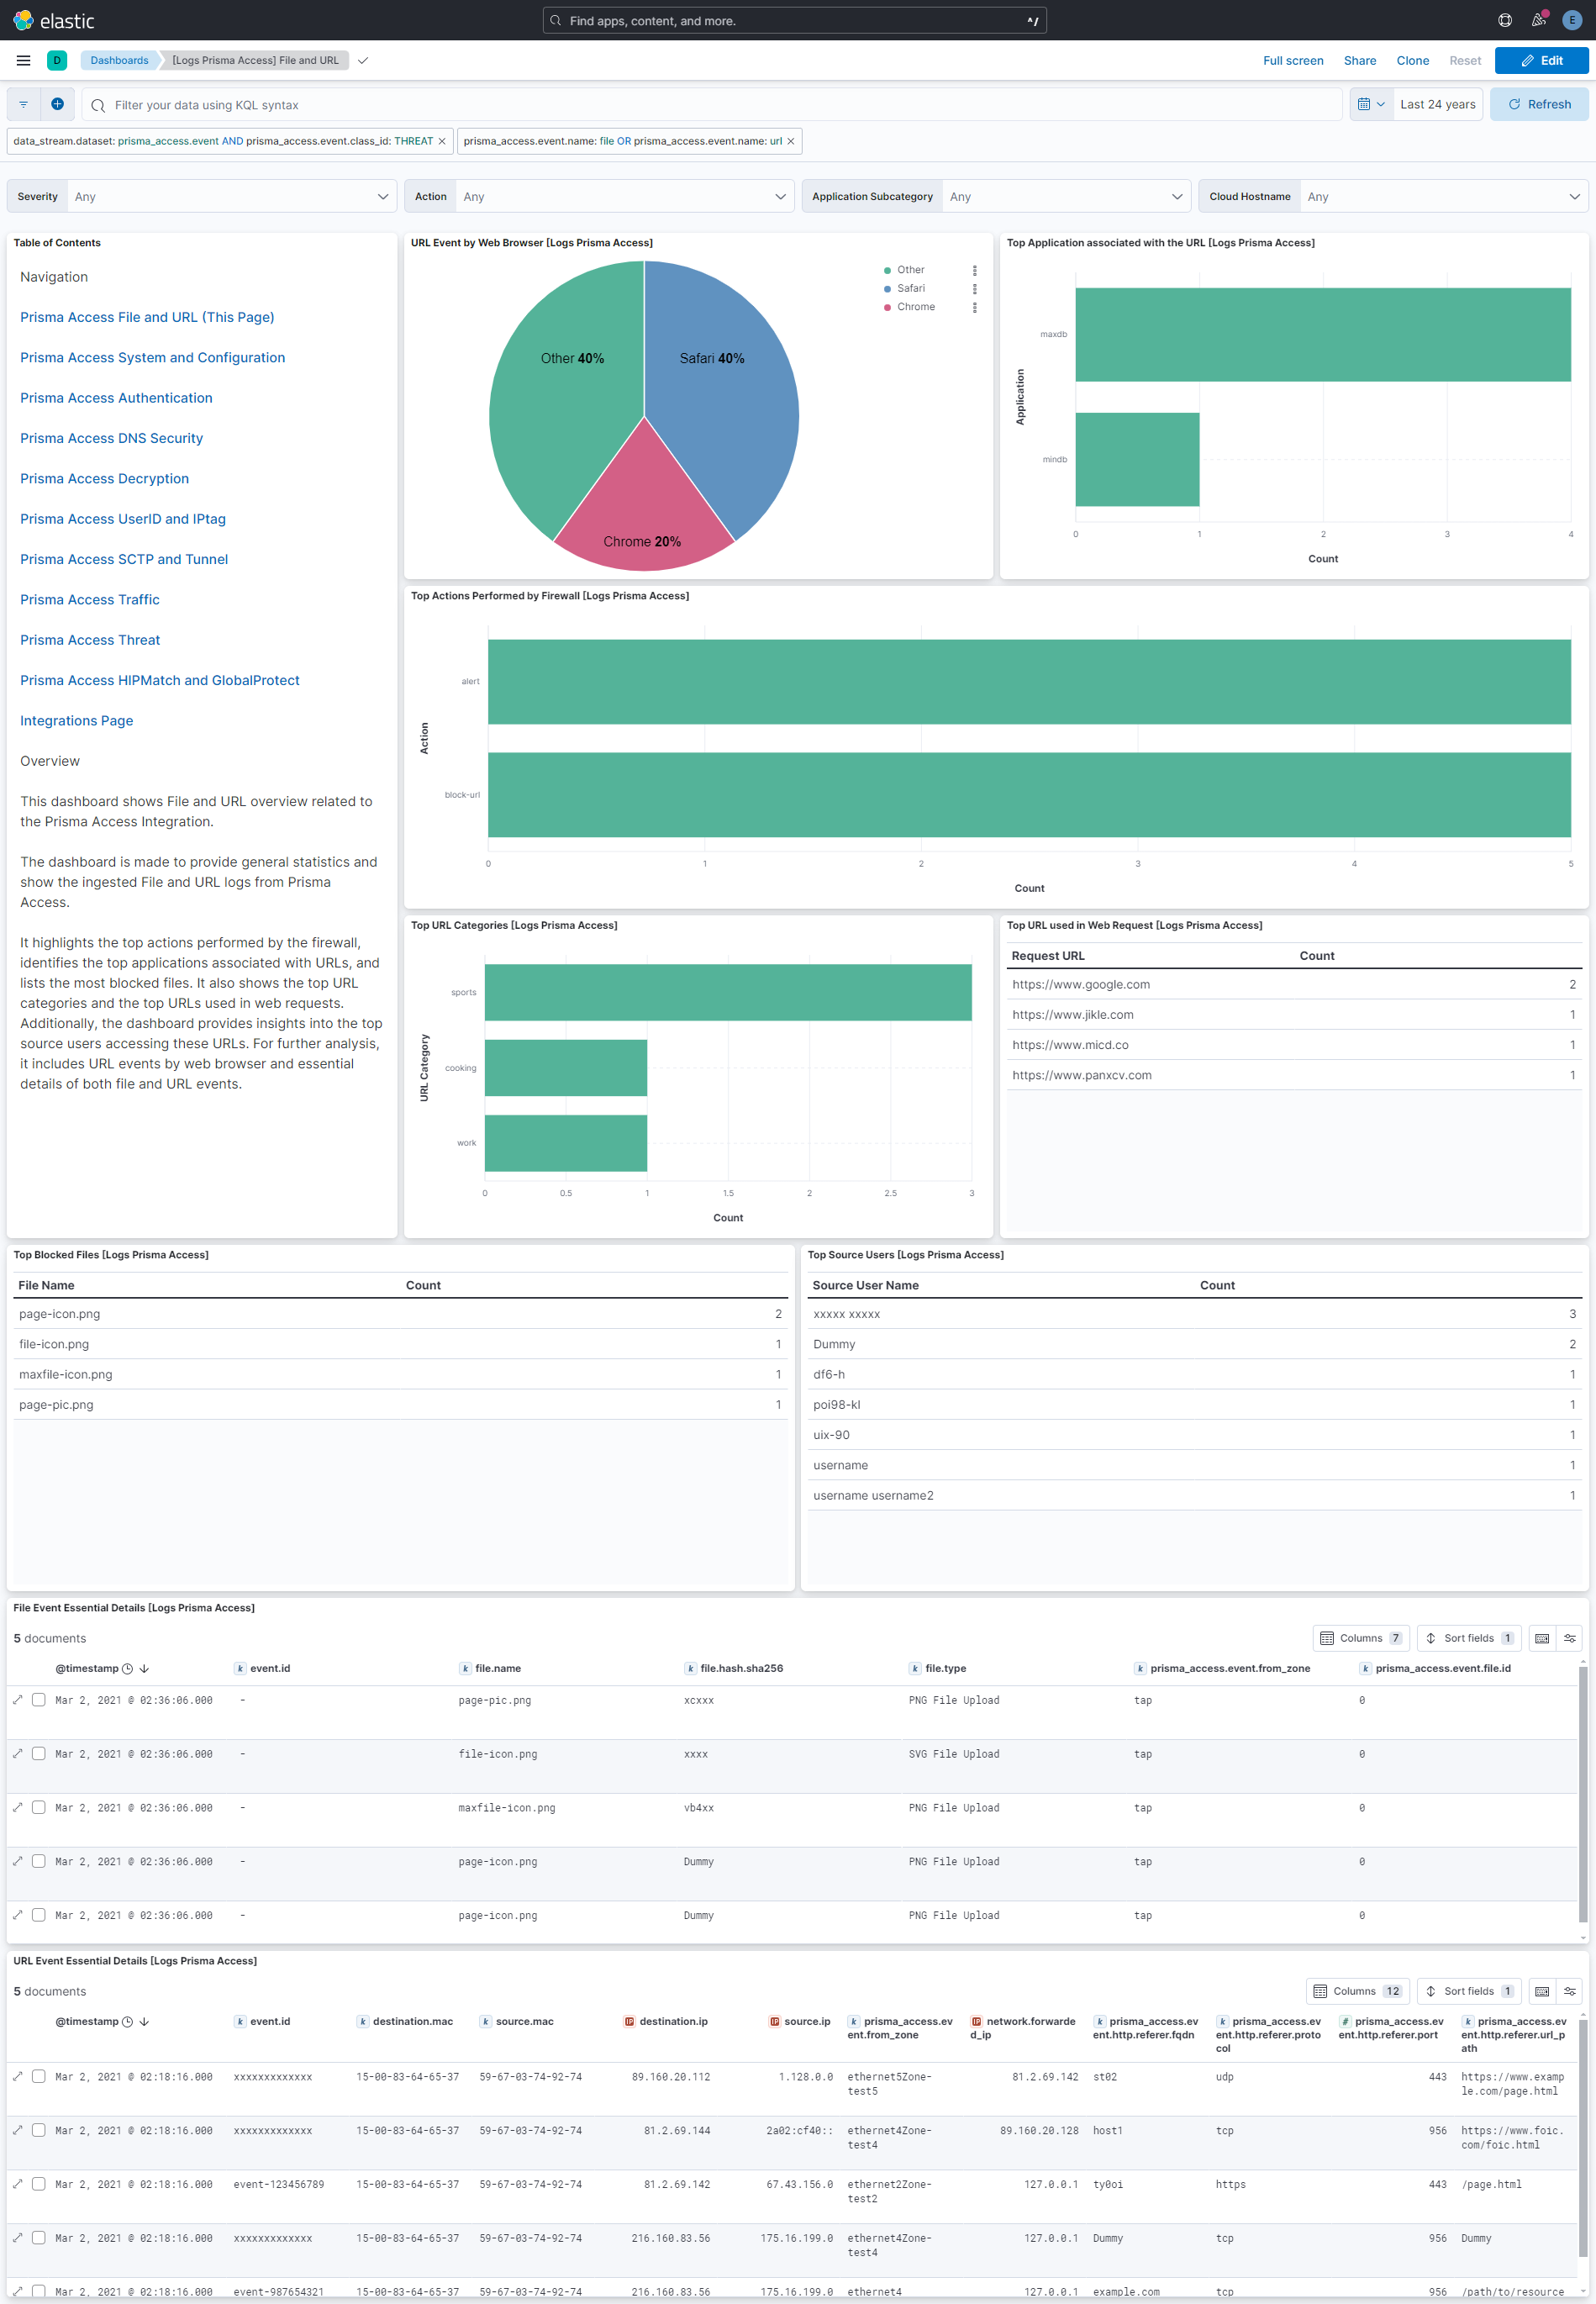 elastic
Find apps, content, and more.
^/
E
D
Dashboards
[Logs Prisma Access] File and URL
Full screen
Share
Clone
Reset
Edit
Filter your data using KQL syntax
Last 24 years
Refresh
data_stream.dataset: prisma_access.event AND prisma_access.event.class_id: THREAT
prisma_access.event.name: file OR prisma_access.event.name: url
Severity Any
Action Any
Application Subcategory Any
Cloud Hostname Any
Table of Contents
Navigation
Prisma Access File and URL (This Page)
Prisma Access System and Configuration
Prisma Access Authentication
Prisma Access DNS Security
Prisma Access Decryption
Prisma Access UserID and IPtag
Prisma Access SCTP and Tunnel
Prisma Access Traffic
Prisma Access Threat
Prisma Access HIPMatch and GlobalProtect
Integrations Page
Overview
This dashboard shows File and URL overview related to
the Prisma Access Integration.
The dashboard is made to provide general statistics and
show the ingested File and URL logs from Prisma
Access.
It highlights the top actions performed by the firewall,
identifies the top applications associated with URLs, and
lists the most blocked files. It also shows the top URL
categories and the top URLs used in web requests.
Additionally, the dashboard provides insights into the top
source users accessing these URLs. For further analysis,
it includes URL events by web browser and essential
details of both file and URL events.
URL Event by Web Browser [Logs Prisma Access]
Other 40%
Safari 40%
Chrome 20%
Other
Safari
Chrome
Top Application associated with the URL [Logs Prisma Access]
Application
maxdb
mindb
0 1 2 3 4
Count
Top Actions Performed by Firewall [Logs Prisma Access]
Action
alert
block-url
0 1 2 3 4 5
Count
Top URL Categories [Logs Prisma Access]
URL Category
sports
cooking
work
0 0.5 1 1.5 2 2.5 3
Count
Top URL used in Web Request [Logs Prisma Access]
Request URL Count
https://www.google.com 2
https://www.jikle.com 1
https://www.micd.co 1
https://www.panxcv.com 1
Top Blocked Files [Logs Prisma Access]
File Name Count
page-icon.png 2
file-icon.png 1
maxfile-icon.png 1
page-pic.png 1
Top Source Users [Logs Prisma Access]
Source User Name Count
xxxxx xxxxx 3
Dummy 2
df6-h 1
poi98-kl 1
uix-90 1
username 1
username username2 1
File Event Essential Details [Logs Prisma Access]
5 documents
Columns 7
Sort fields 1
@timestamp k event.id k file.name k file.hash.sha256 k file.type k prisma_access.event.from_zone k prisma_access.event.file.id
Mar 2, 2021 @ 02:36:06.000 - page-pic.png xcxxx PNG File Upload tap 0
Mar 2, 2021 @ 02:36:06.000 - file-icon.png xxxx SVG File Upload tap 0
Mar 2, 2021 @ 02:36:06.000 - maxfile-icon.png vb4xx PNG File Upload tap 0
Mar 2, 2021 @ 02:36:06.000 - page-icon.png Dummy PNG File Upload tap 0
Mar 2, 2021 @ 02:36:06.000 - page-icon.png Dummy PNG File Upload tap 0
URL Event Essential Details [Logs Prisma Access]
5 documents
Columns 12
Sort fields 1
@timestamp k event.id k destination.mac k source.mac IP destination.ip IP source.ip k prisma_access.ev IP network.forwarde k prisma_access.ev k prisma_access.ev # prisma_access.ev k prisma_access.ev
ent.from_zone d_ip ent.http.referer.fqdn ent.http.referer.proto ent.http.referer.port ent.http.referer.url_p
col ath
Mar 2, 2021 @ 02:18:16.000 xxxxxxxxxxxxx 15-00-83-64-65-37 59-67-03-74-92-74 89.160.20.112 1.128.0.0 ethernet5Zone- 81.2.69.142 st02 udp 443 https://www.examp
test5 le.com/page.html
Mar 2, 2021 @ 02:18:16.000 xxxxxxxxxxxxx 15-00-83-64-65-37 59-67-03-74-92-74 81.2.69.144 2a02:cf40:: ethernet4Zone- 89.160.20.128 host1 tcp 956 https://www.foic.
test4 com/foic.html
Mar 2, 2021 @ 02:18:16.000 event-123456789 15-00-83-64-65-37 59-67-03-74-92-74 81.2.69.142 67.43.156.0 ethernet2Zone- 127.0.0.1 ty0oi https 443 /page.html
test2
Mar 2, 2021 @ 02:18:16.000 xxxxxxxxxxxxx 15-00-83-64-65-37 59-67-03-74-92-74 216.160.83.56 175.16.199.0 ethernet4Zone- 127.0.0.1 Dummy tcp 956 Dummy
test4
Mar 2, 2021 @ 02:18:16.000 event-987654321 15-00-83-64-65-37 59-67-03-74-92-74 216.160.83.56 175.16.199.0 ethernet4 127.0.0.1 example.com tcp 956 /path/to/resource